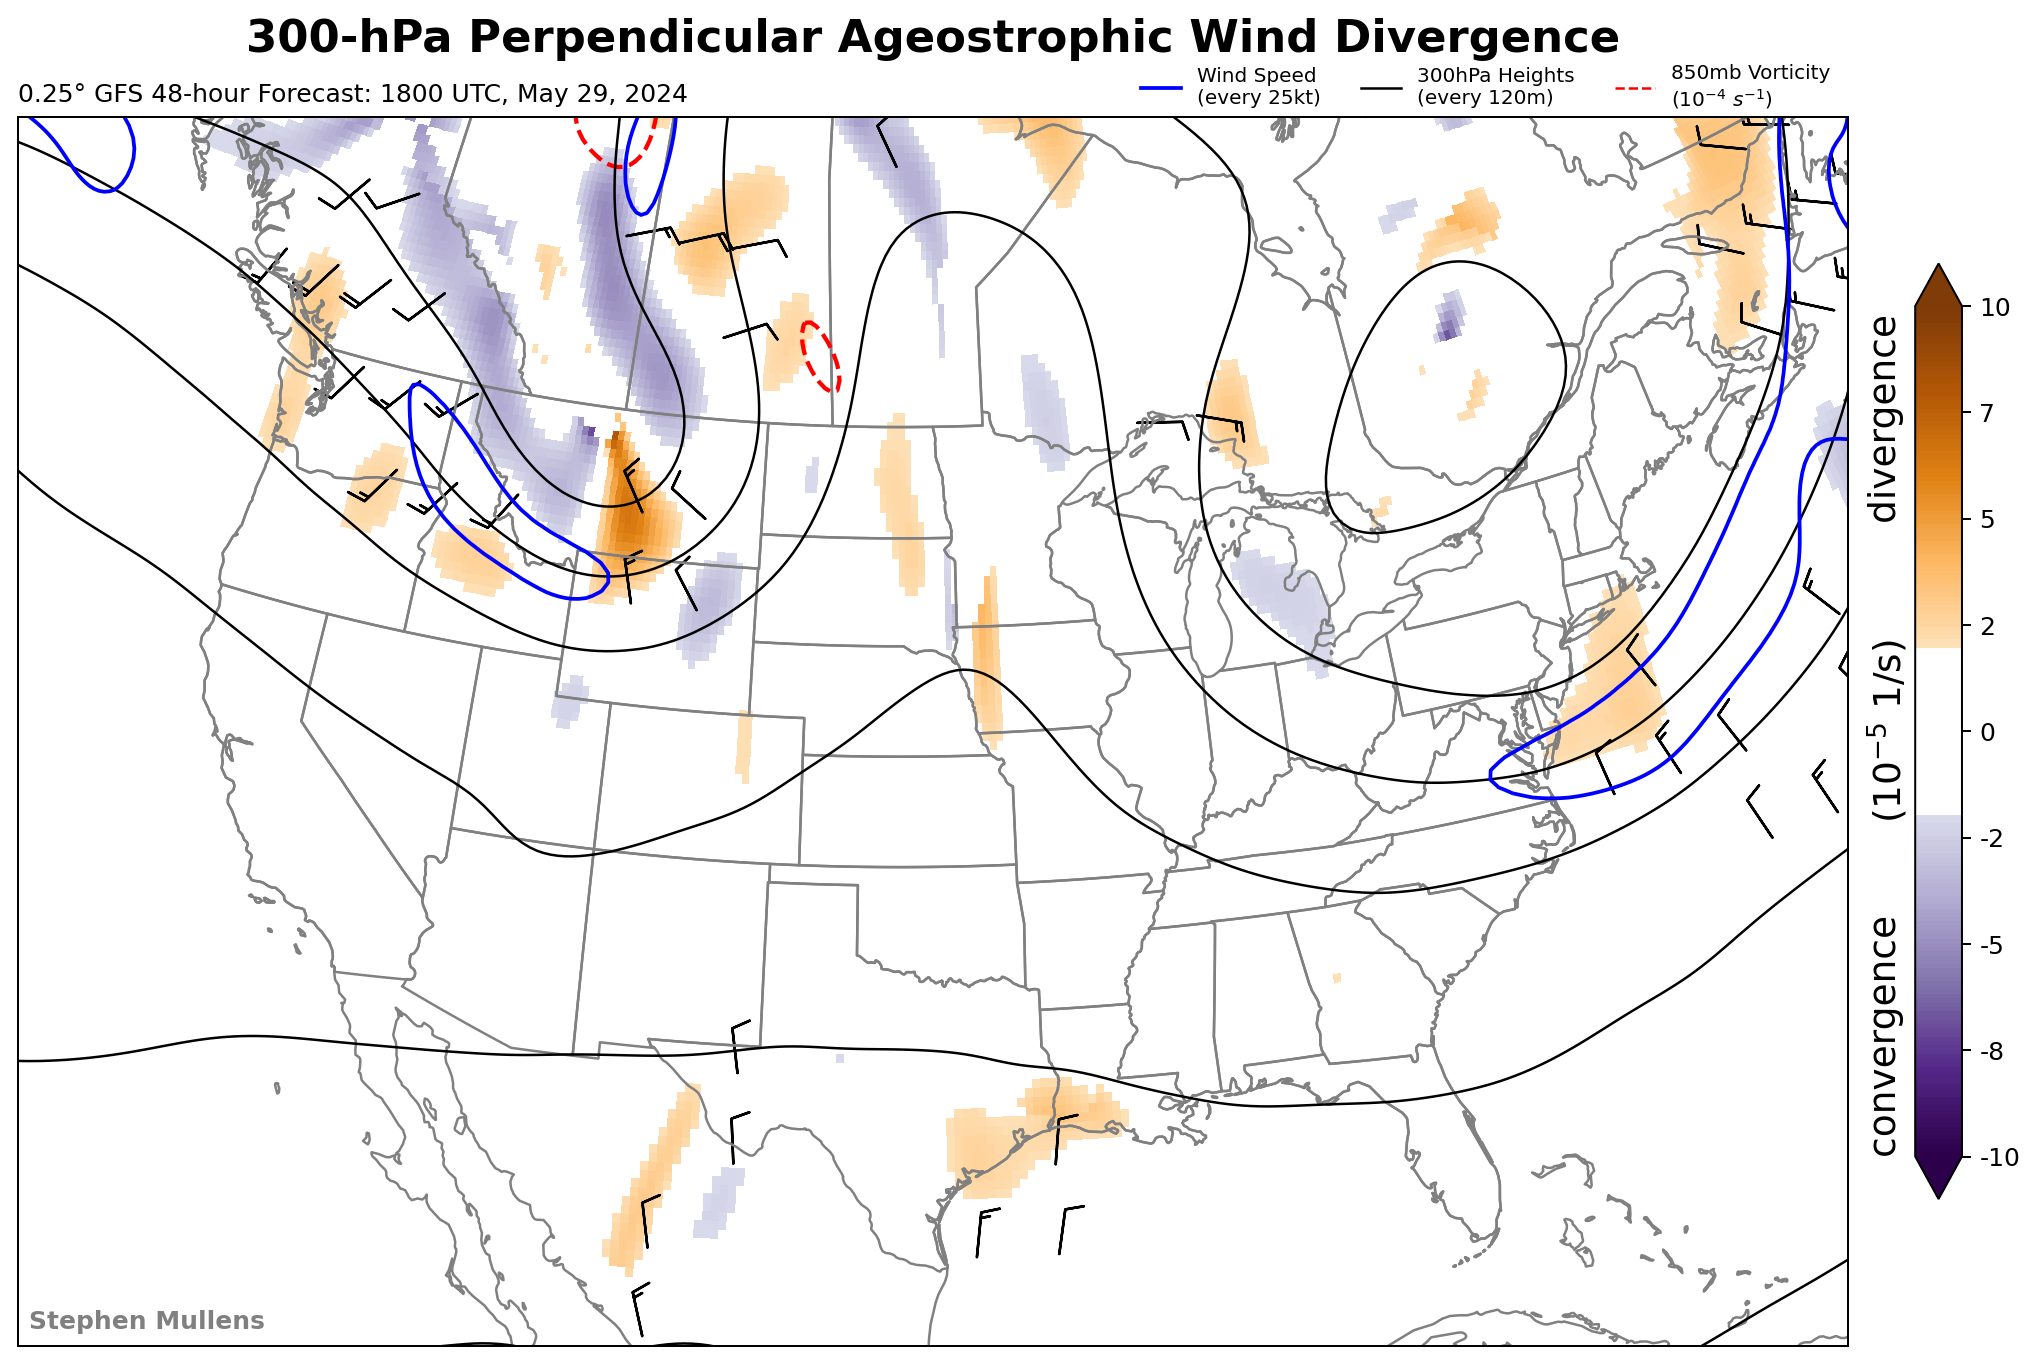 300-hPa Perpendicular Ageostrophic Wind Divergence
0.25° GFS 48-hour Forecast: 1800 UTC, May 29, 2024
Wind Speed
(every 25kt)
300hPa Heights
(every 120m)
850mb Vorticity
(10⁻⁴ s⁻¹)
10
7
5
2
0
-2
-5
-8
-10
convergence (10⁻⁵ 1/s) divergence
Stephen Mullens